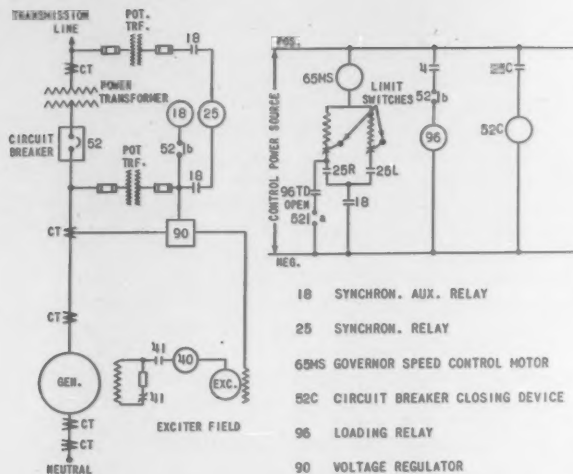 TRANSMISSION
LINE
POT.
TRF.
18
CT
POWER
TRANSFORMER
18
25
CIRCUIT
BREAKER
52
52 b
POT
TRF.
18
CT
90
CT
GEN.
41
40
EXC.
41
CT
CT
NEUTRAL
EXCITER FIELD
POS.
CONTROL POWER SOURCE
NEG.
65MS
LIMIT
SWITCHES
25R
25L
96TD
OPEN
52 a
18
4
52 b
96
25C
52C
18 SYNCHRON. AUX. RELAY
25 SYNCHRON. RELAY
65MS GOVERNOR SPEED CONTROL MOTOR
52C CIRCUIT BREAKER CLOSING DEVICE
96 LOADING RELAY
90 VOLTAGE REGULATOR